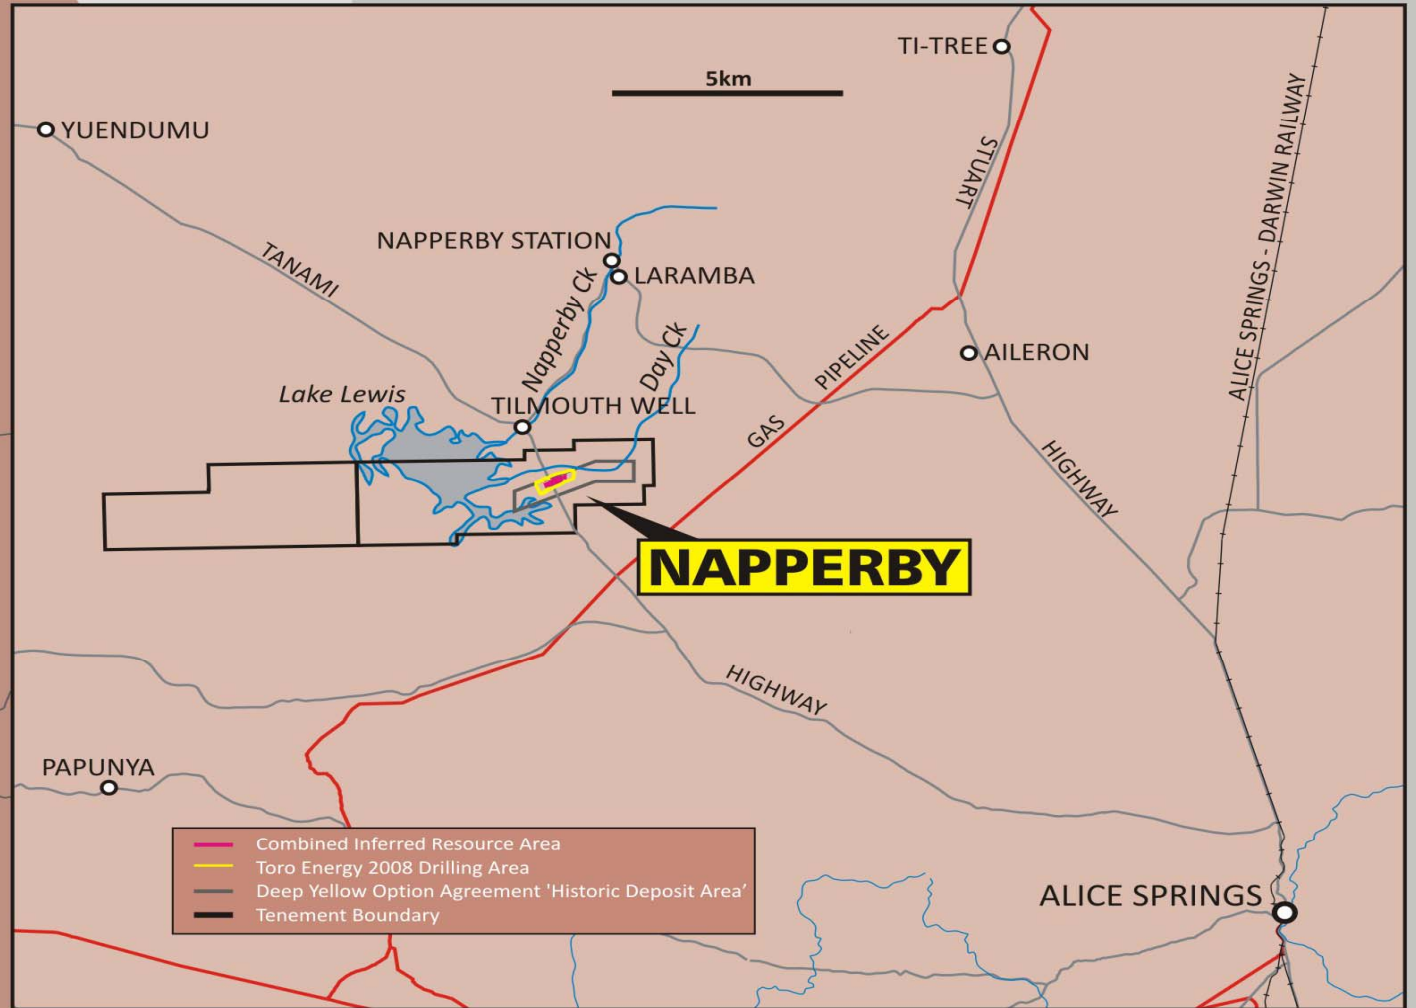 TI-TREE
5km
YUENDUMU
STUART
ALICE SPRINGS - DARWIN RAILWAY
NAPPERBY STATION
TANAMI
LARAMBA
Napperby Ck
Day Ck
PIPELINE
AILERON
Lake Lewis
TILMOUTH WELL
GAS
HIGHWAY
NAPPERBY
HIGHWAY
PAPUNYA
Combined Inferred Resource Area
Toro Energy 2008 Drilling Area
Deep Yellow Option Agreement 'Historic Deposit Area’
Tenement Boundary
ALICE SPRINGS